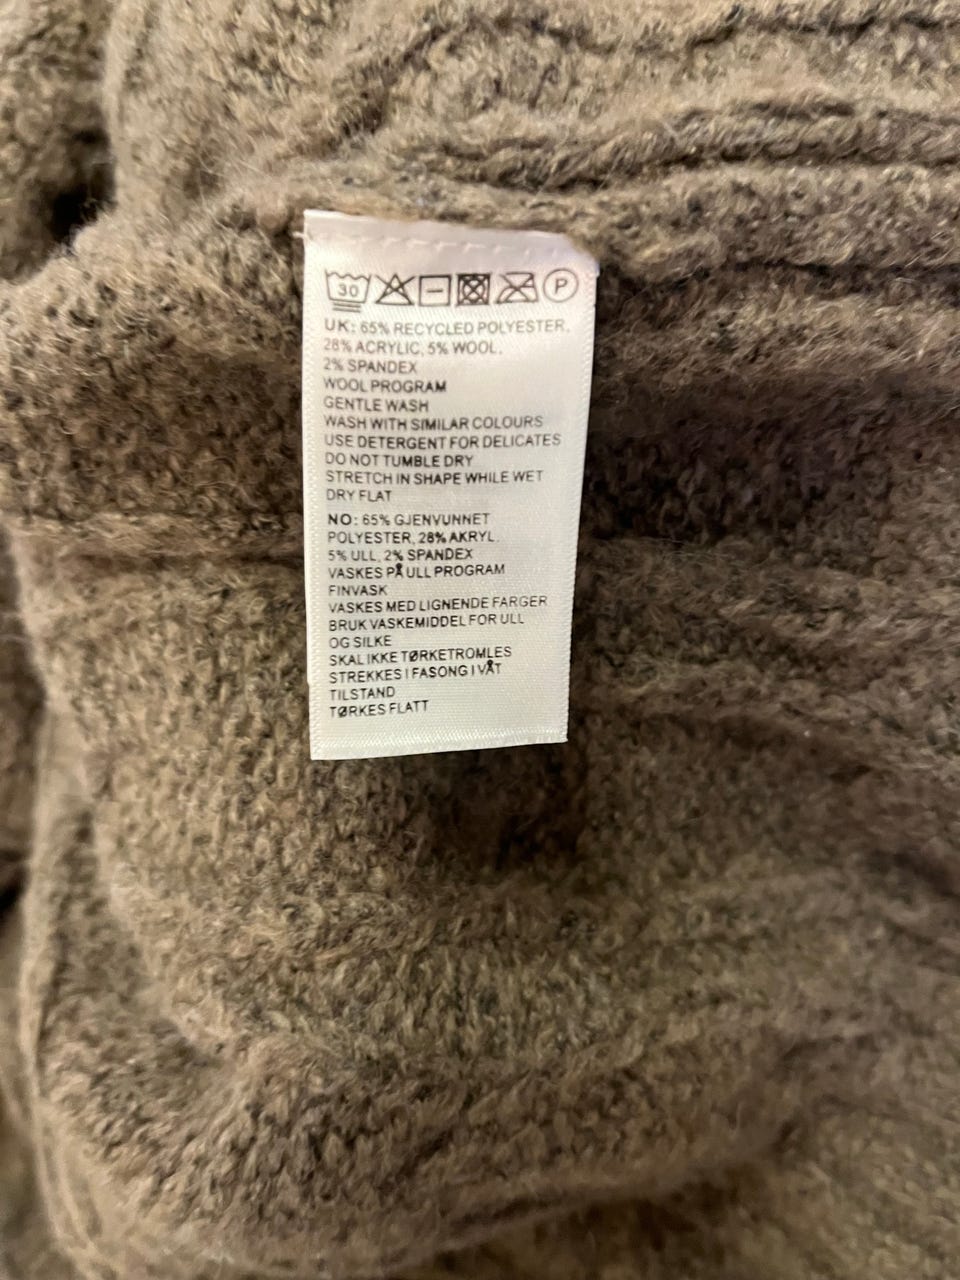 30 P
UK: 65% RECYCLED POLYESTER,
28% ACRYLIC, 5% WOOL,
2% SPANDEX
WOOL PROGRAM
GENTLE WASH
WASH WITH SIMILAR COLOURS
USE DETERGENT FOR DELICATES
DO NOT TUMBLE DRY
STRETCH IN SHAPE WHILE WET
DRY FLAT
NO: 65% GJENVUNNET
POLYESTER, 28% AKRYL,
5% ULL, 2% SPANDEX
VASKES PÅ ULL PROGRAM
FINVASK
VASKES MED LIGNENDE FARGER
BRUK VASKEMIDDEL FOR ULL
OG SILKE
SKAL IKKE TØRKETROMLES
STREKKES I FASONG I VÅT
TILSTAND
TØRKES FLATT